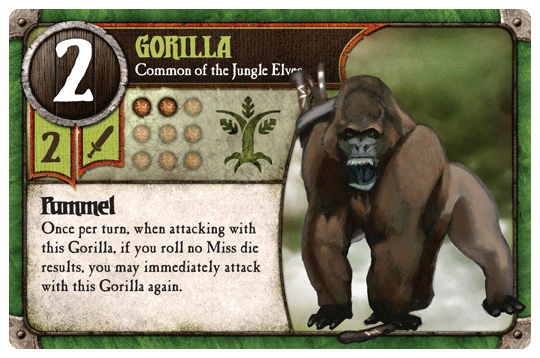 2
GORILLA
Common of the Jungle Elves
2
Pummel
Once per turn, when attacking with
this Gorilla, if you roll no Miss die
results, you may immediately attack
with this Gorilla again.